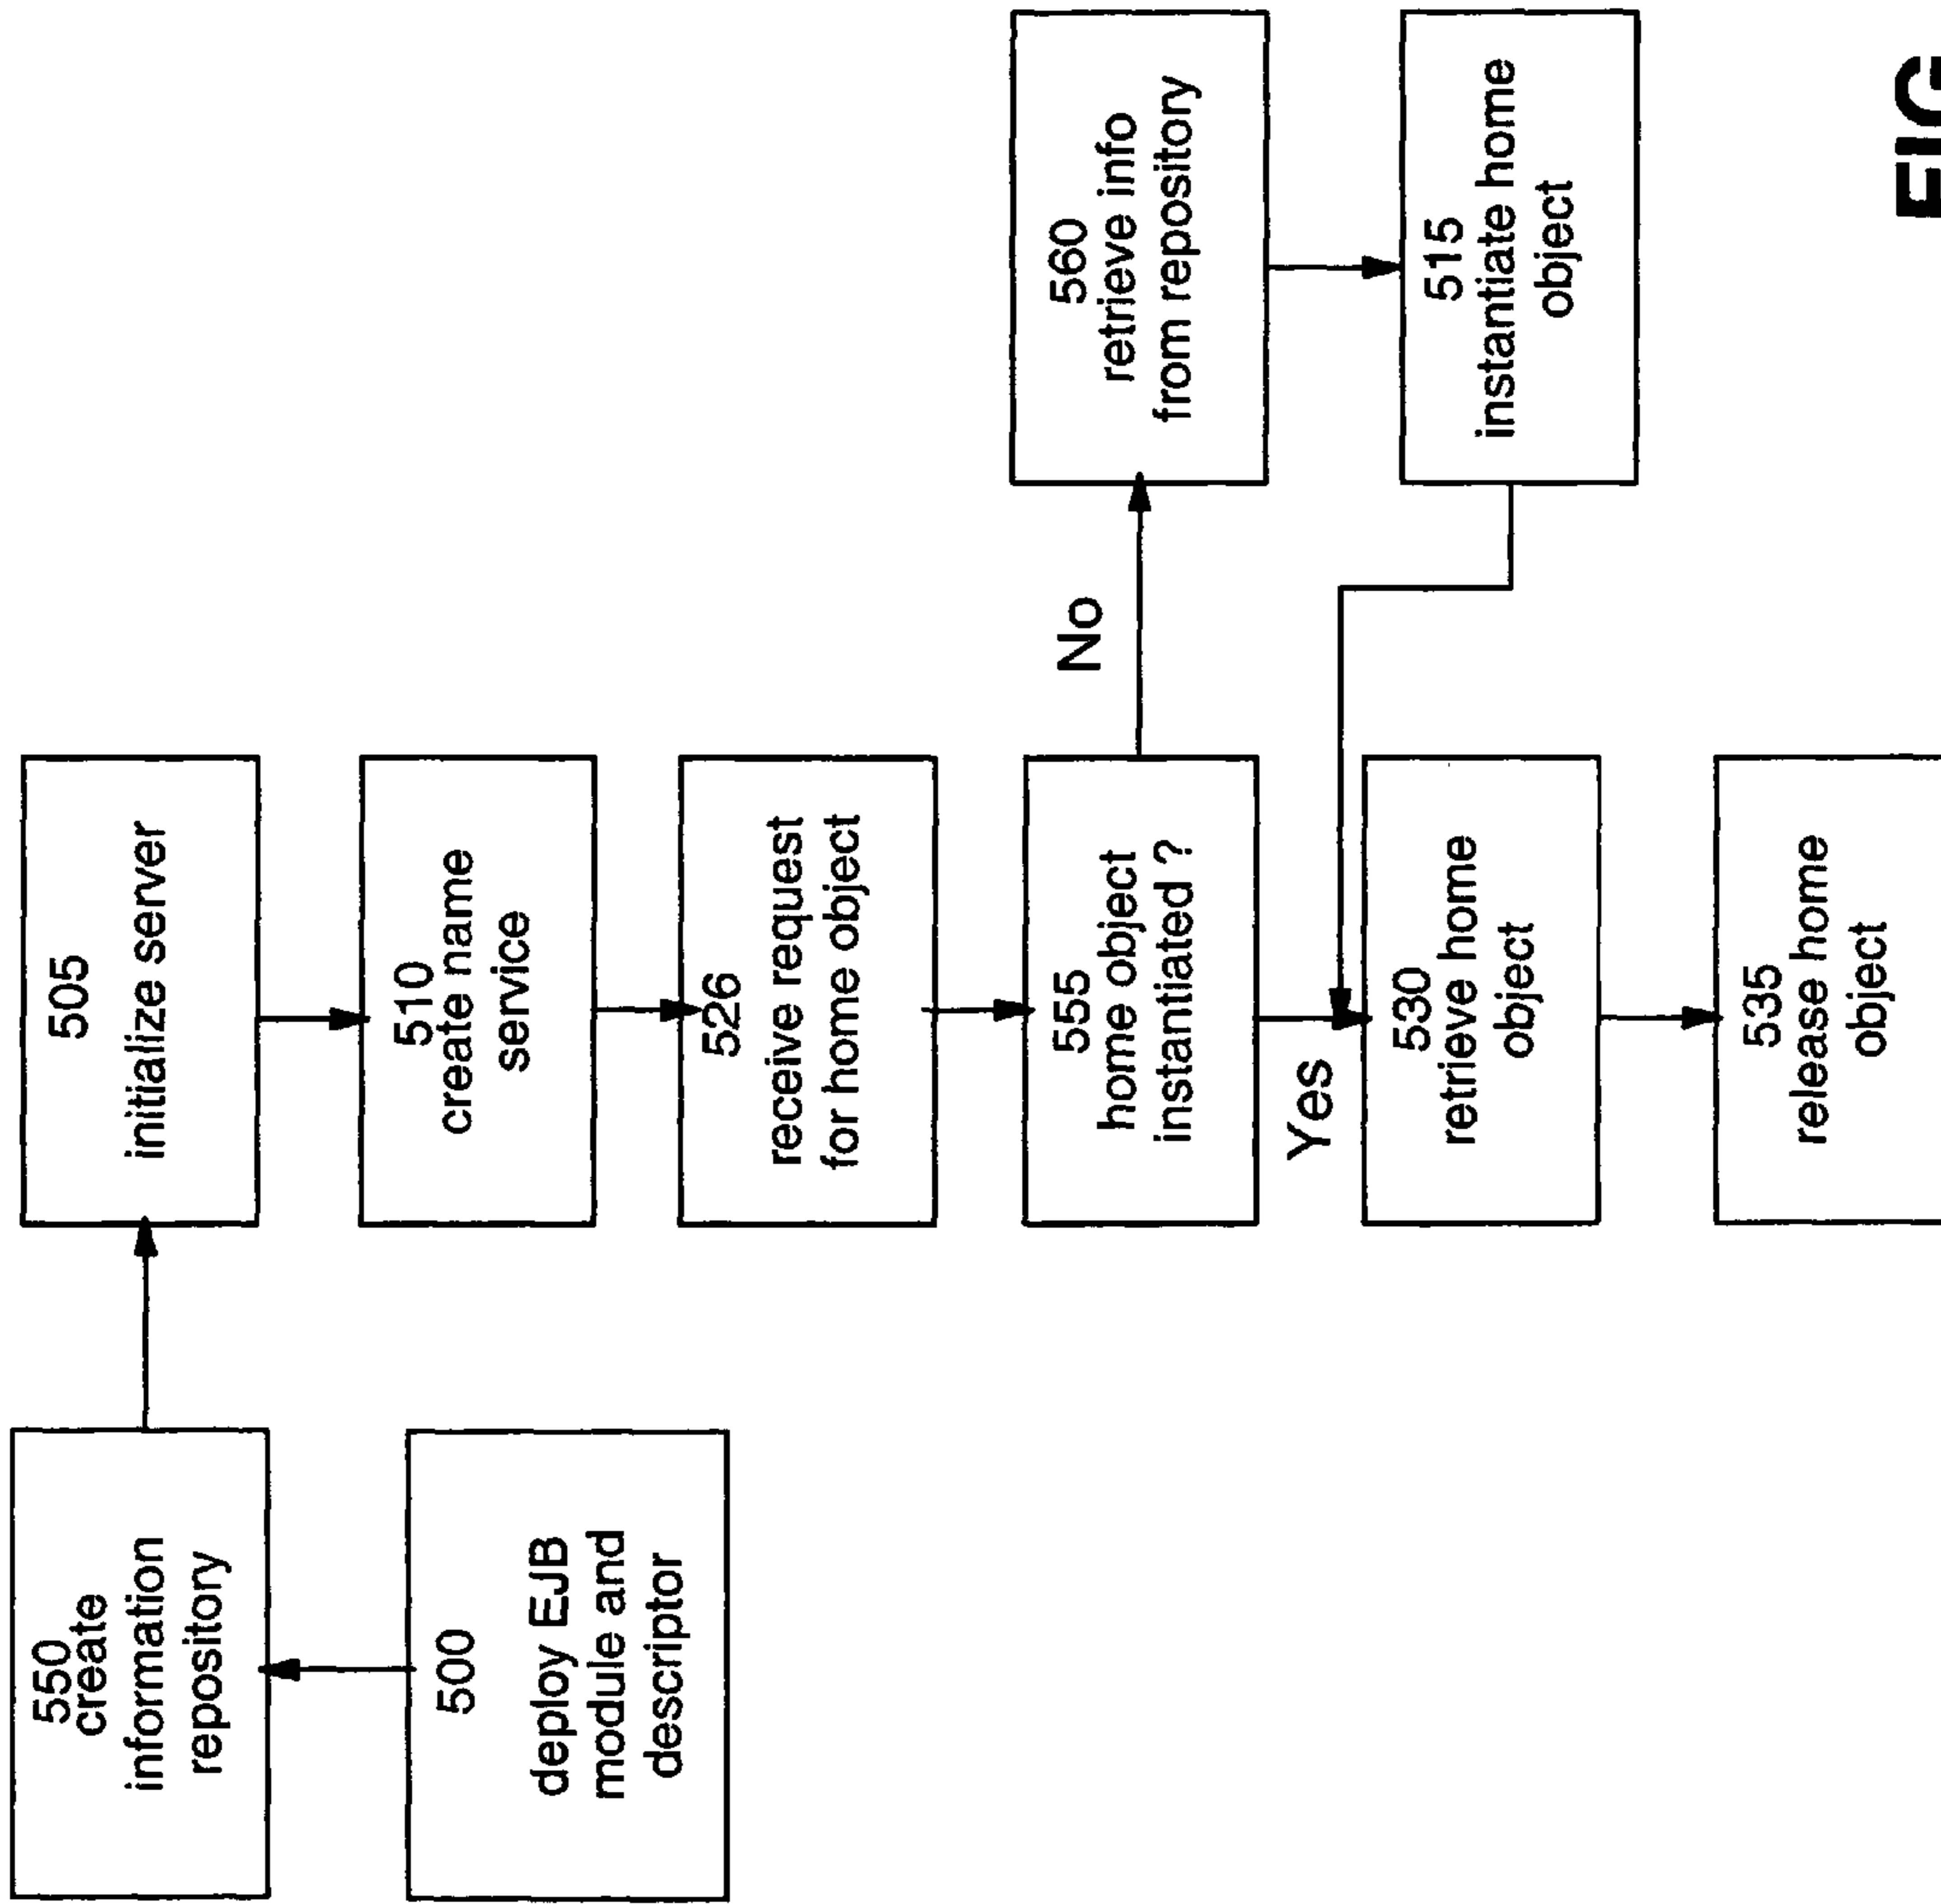 550
create
information
repository
500
deploy EJB
module and
descriptor
505
initialize server
510
create name
service
526
receive request
for home object
555
home object
instantiated ?
Yes
No
530
retrieve home
object
535
release home
object
560
retrieve info
from repository
515
instantiate home
object
FIG